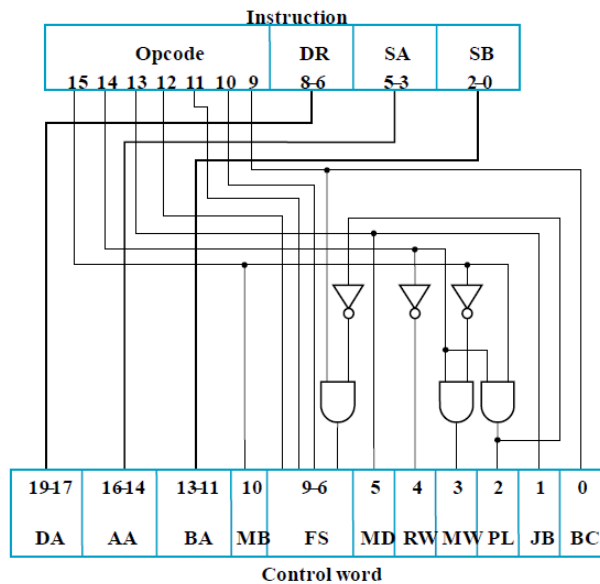 Instruction
Opcode DR SA SB
15 14 13 12 11 10 9 8-6 5-3 2-0
19-17 16-14 13-11 10 9-6 5 4 3 2 1 0
DA AA BA MB FS MD RW MW PL JB BC
Control word